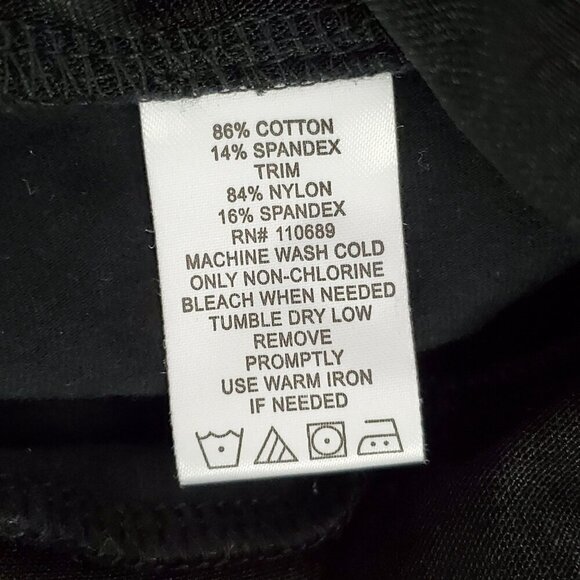 86% COTTON
14% SPANDEX
TRIM
84% NYLON
16% SPANDEX
RN# 110689
MACHINE WASH COLD
ONLY NON-CHLORINE
BLEACH WHEN NEEDED
TUMBLE DRY LOW
REMOVE
PROMPTLY
USE WARM IRON
IF NEEDED